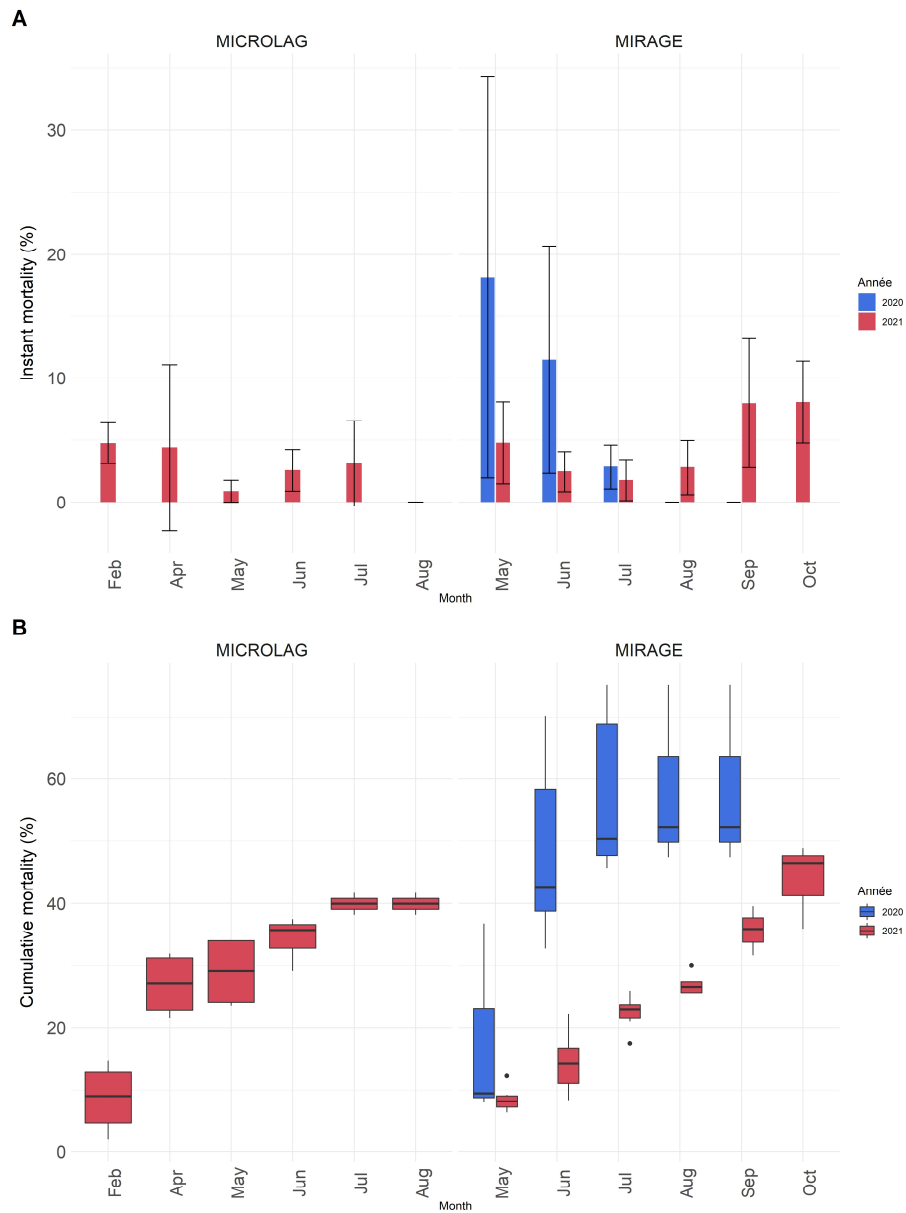 A
MICROLAG
MIRAGE
Instant mortality (%)
30
20
10
0
Feb
Apr
May
Jun
Jul
Aug
May
Jun
Jul
Aug
Sep
Oct
Month
Année
2020
2021
B
MICROLAG
MIRAGE
Cumulative mortality (%)
60
40
20
0
Feb
Apr
May
Jun
Jul
Aug
May
Jun
Jul
Aug
Sep
Oct
Month
Année
2020
2021